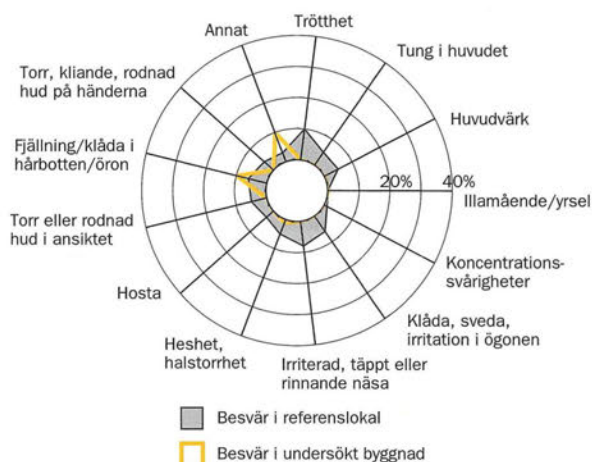 Trötthet
Annat
Tung i huvudet
Torr, kliande, rodnad
hud på händerna
Huvudvärk
Fjällning/klåda i
hårbotten/öron
20%
40%
Illamående/yrsel
Torr eller rodnad
hud i ansiktet
Koncentrations-
svårigheter
Hosta
Klåda, sveda,
irritation i ögonen
Heshet,
halstorrhet
Irriterad, täppt eller
rinnande näsa
Besvär i referenslokal
Besvär i undersökt byggnad